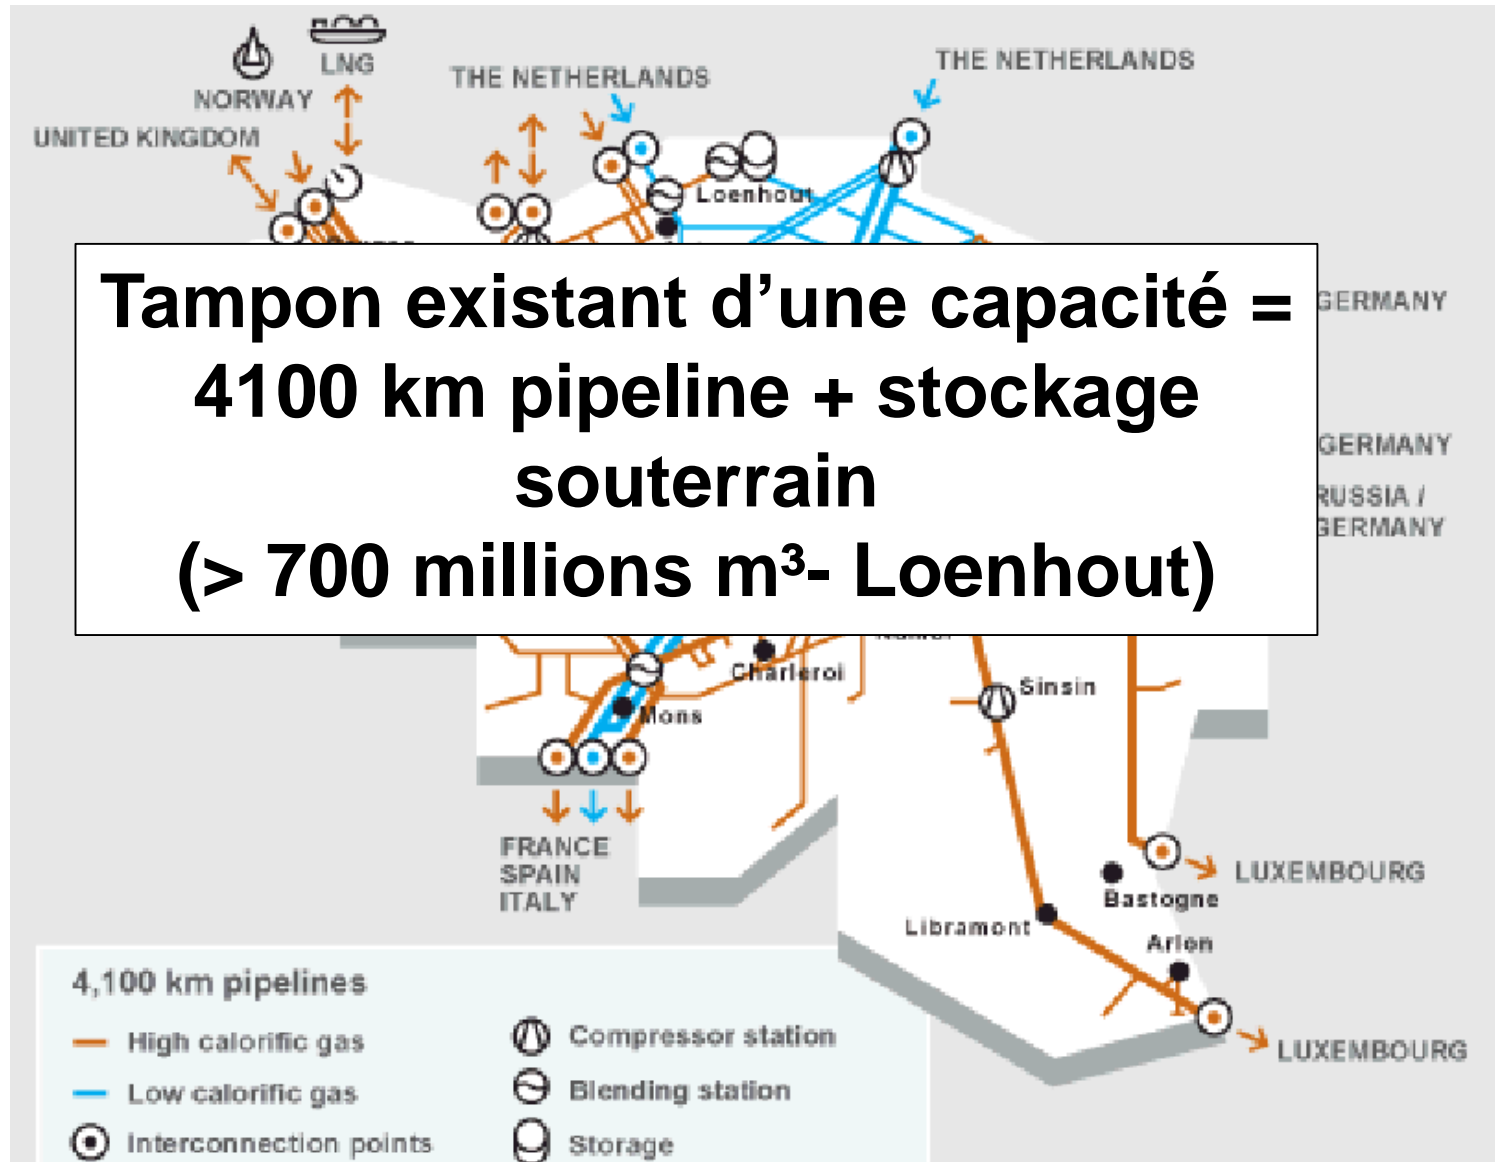 LNG
NORWAY
THE NETHERLANDS
THE NETHERLANDS
UNITED KINGDOM
Loenhout
Tampon existant d’une capacité =
4100 km pipeline + stockage
souterrain
(> 700 millions m³- Loenhout)
GERMANY
GERMANY
RUSSIA /
GERMANY
Charleroi
Sinsin
Mons
FRANCE
SPAIN
ITALY
LUXEMBOURG
Bastogne
Libramont
Arlon
LUXEMBOURG
4,100 km pipelines
High calorific gas
Low calorific gas
Interconnection points
Compressor station
Blending station
Storage